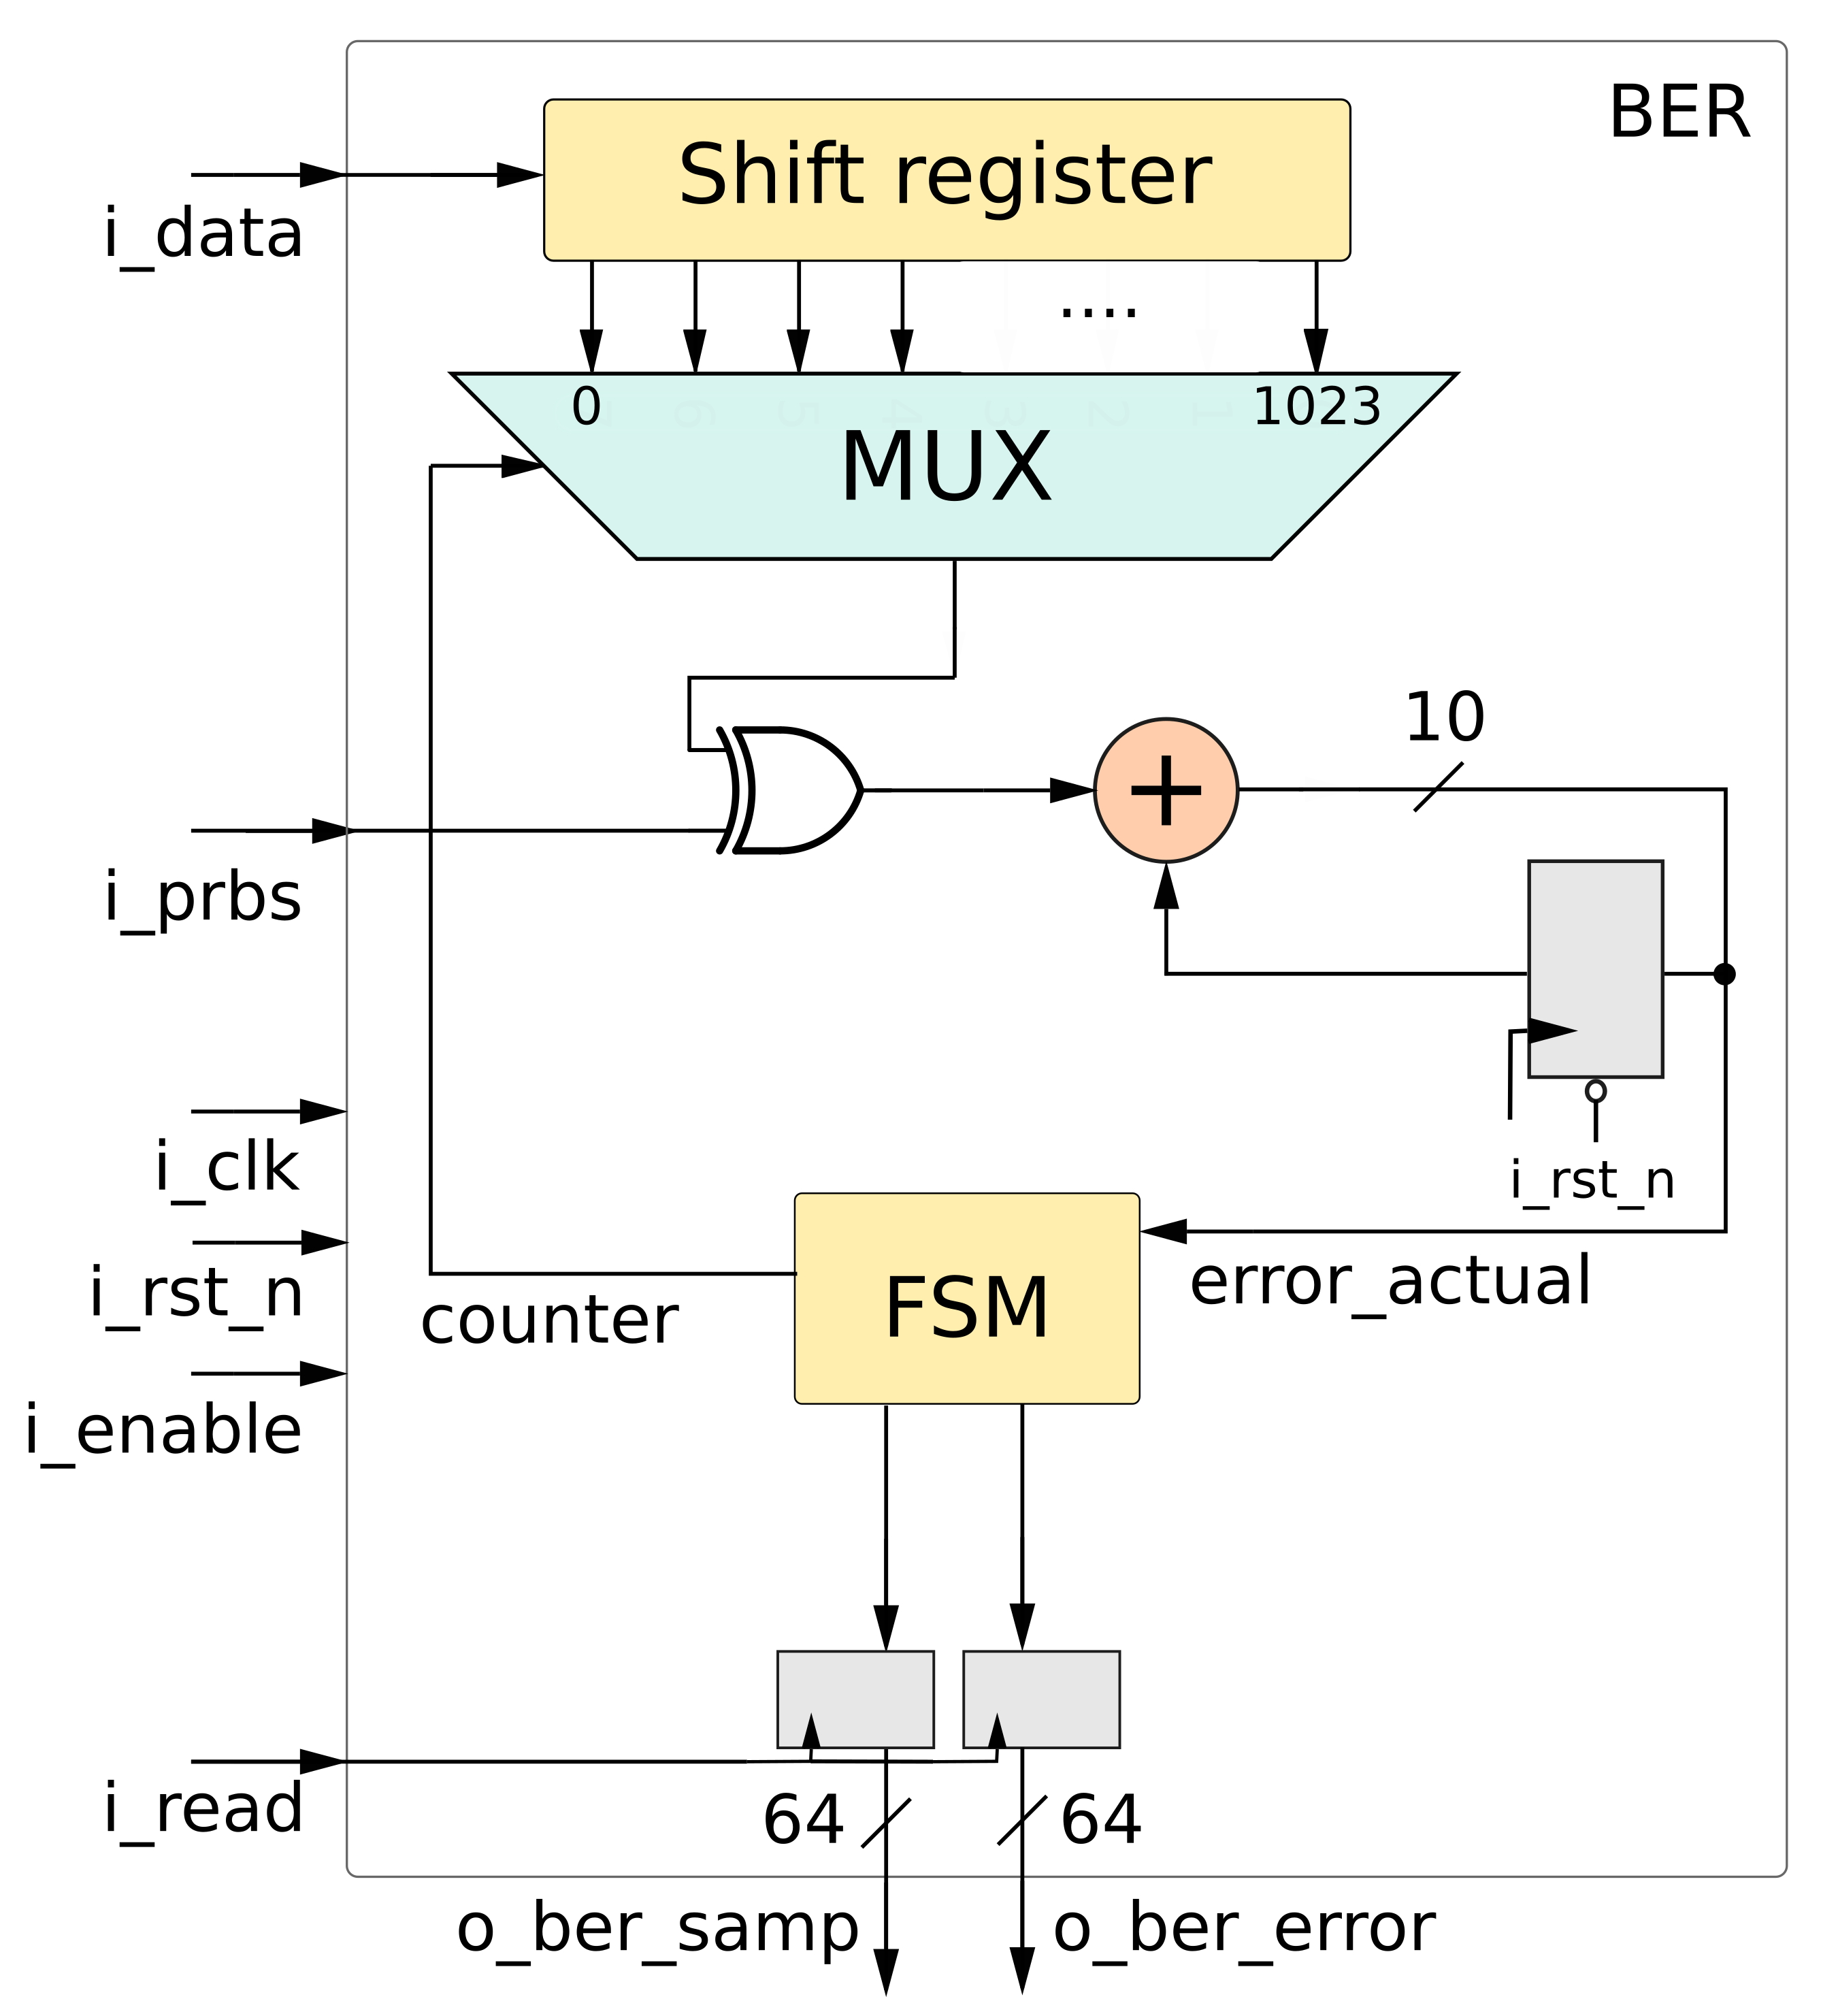 BER
Shift register
i_data
....
0
1023
MUX
10
+
i_prbs
i_clk
i_rst_n
i_rst_n
error_actual
FSM
counter
i_enable
i_read
64
64
o_ber_samp
o_ber_error